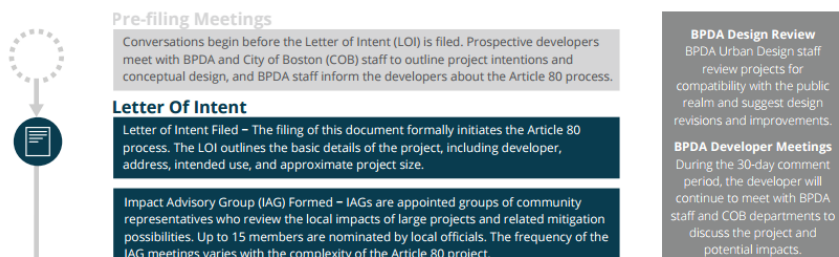 Pre-filing Meetings
Conversations begin before the Letter of Intent (LOI) is filed. Prospective developers
meet with BPDA and City of Boston (COB) staff to outline project intentions and
conceptual design, and BPDA staff inform the developers about the Article 80 process.
Letter Of Intent
Letter of Intent Filed – The filing of this document formally initiates the Article 80
process. The LOI outlines the basic details of the project, including developer,
address, intended use, and approximate project size.
Impact Advisory Group (IAG) Formed – IAGs are appointed groups of community
representatives who review the local impacts of large projects and related mitigation
possibilities. Up to 15 members are nominated by local officials. The frequency of the
IAG meetings varies with the complexity of the Article 80 project.
BPDA Design Review
BPDA Urban Design staff
review projects for
compatibility with the public
realm and suggest design
revisions and improvements.
BPDA Developer Meetings
During the 30-day comment
period, the developer will
continue to meet with BPDA
staff and COB departments to
discuss the project and
potential impacts.